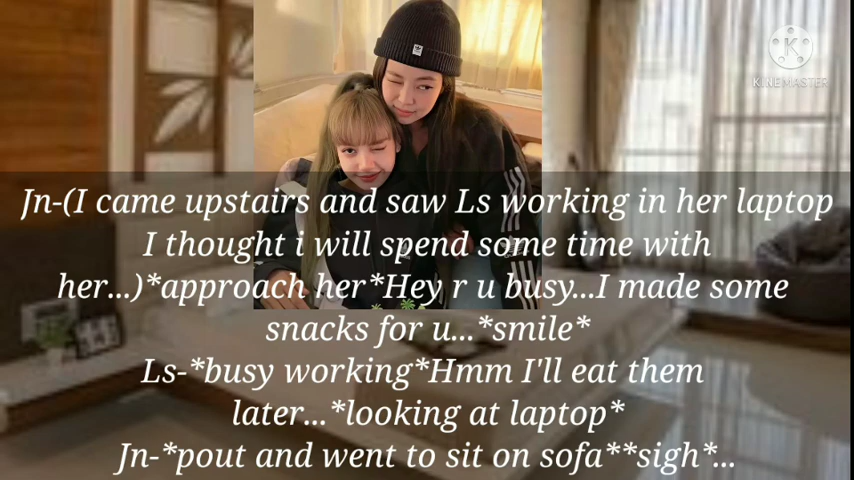 KINEMASTER
Jn-(I came upstairs and saw Ls working in her laptop
I thought i will spend some time with
her...)*approach her*Hey r u busy...I made some
snacks for u...*smile*
Ls-*busy working*Hmm I'll eat them
later...*looking at laptop*
Jn-*pout and went to sit on sofa**sigh*...